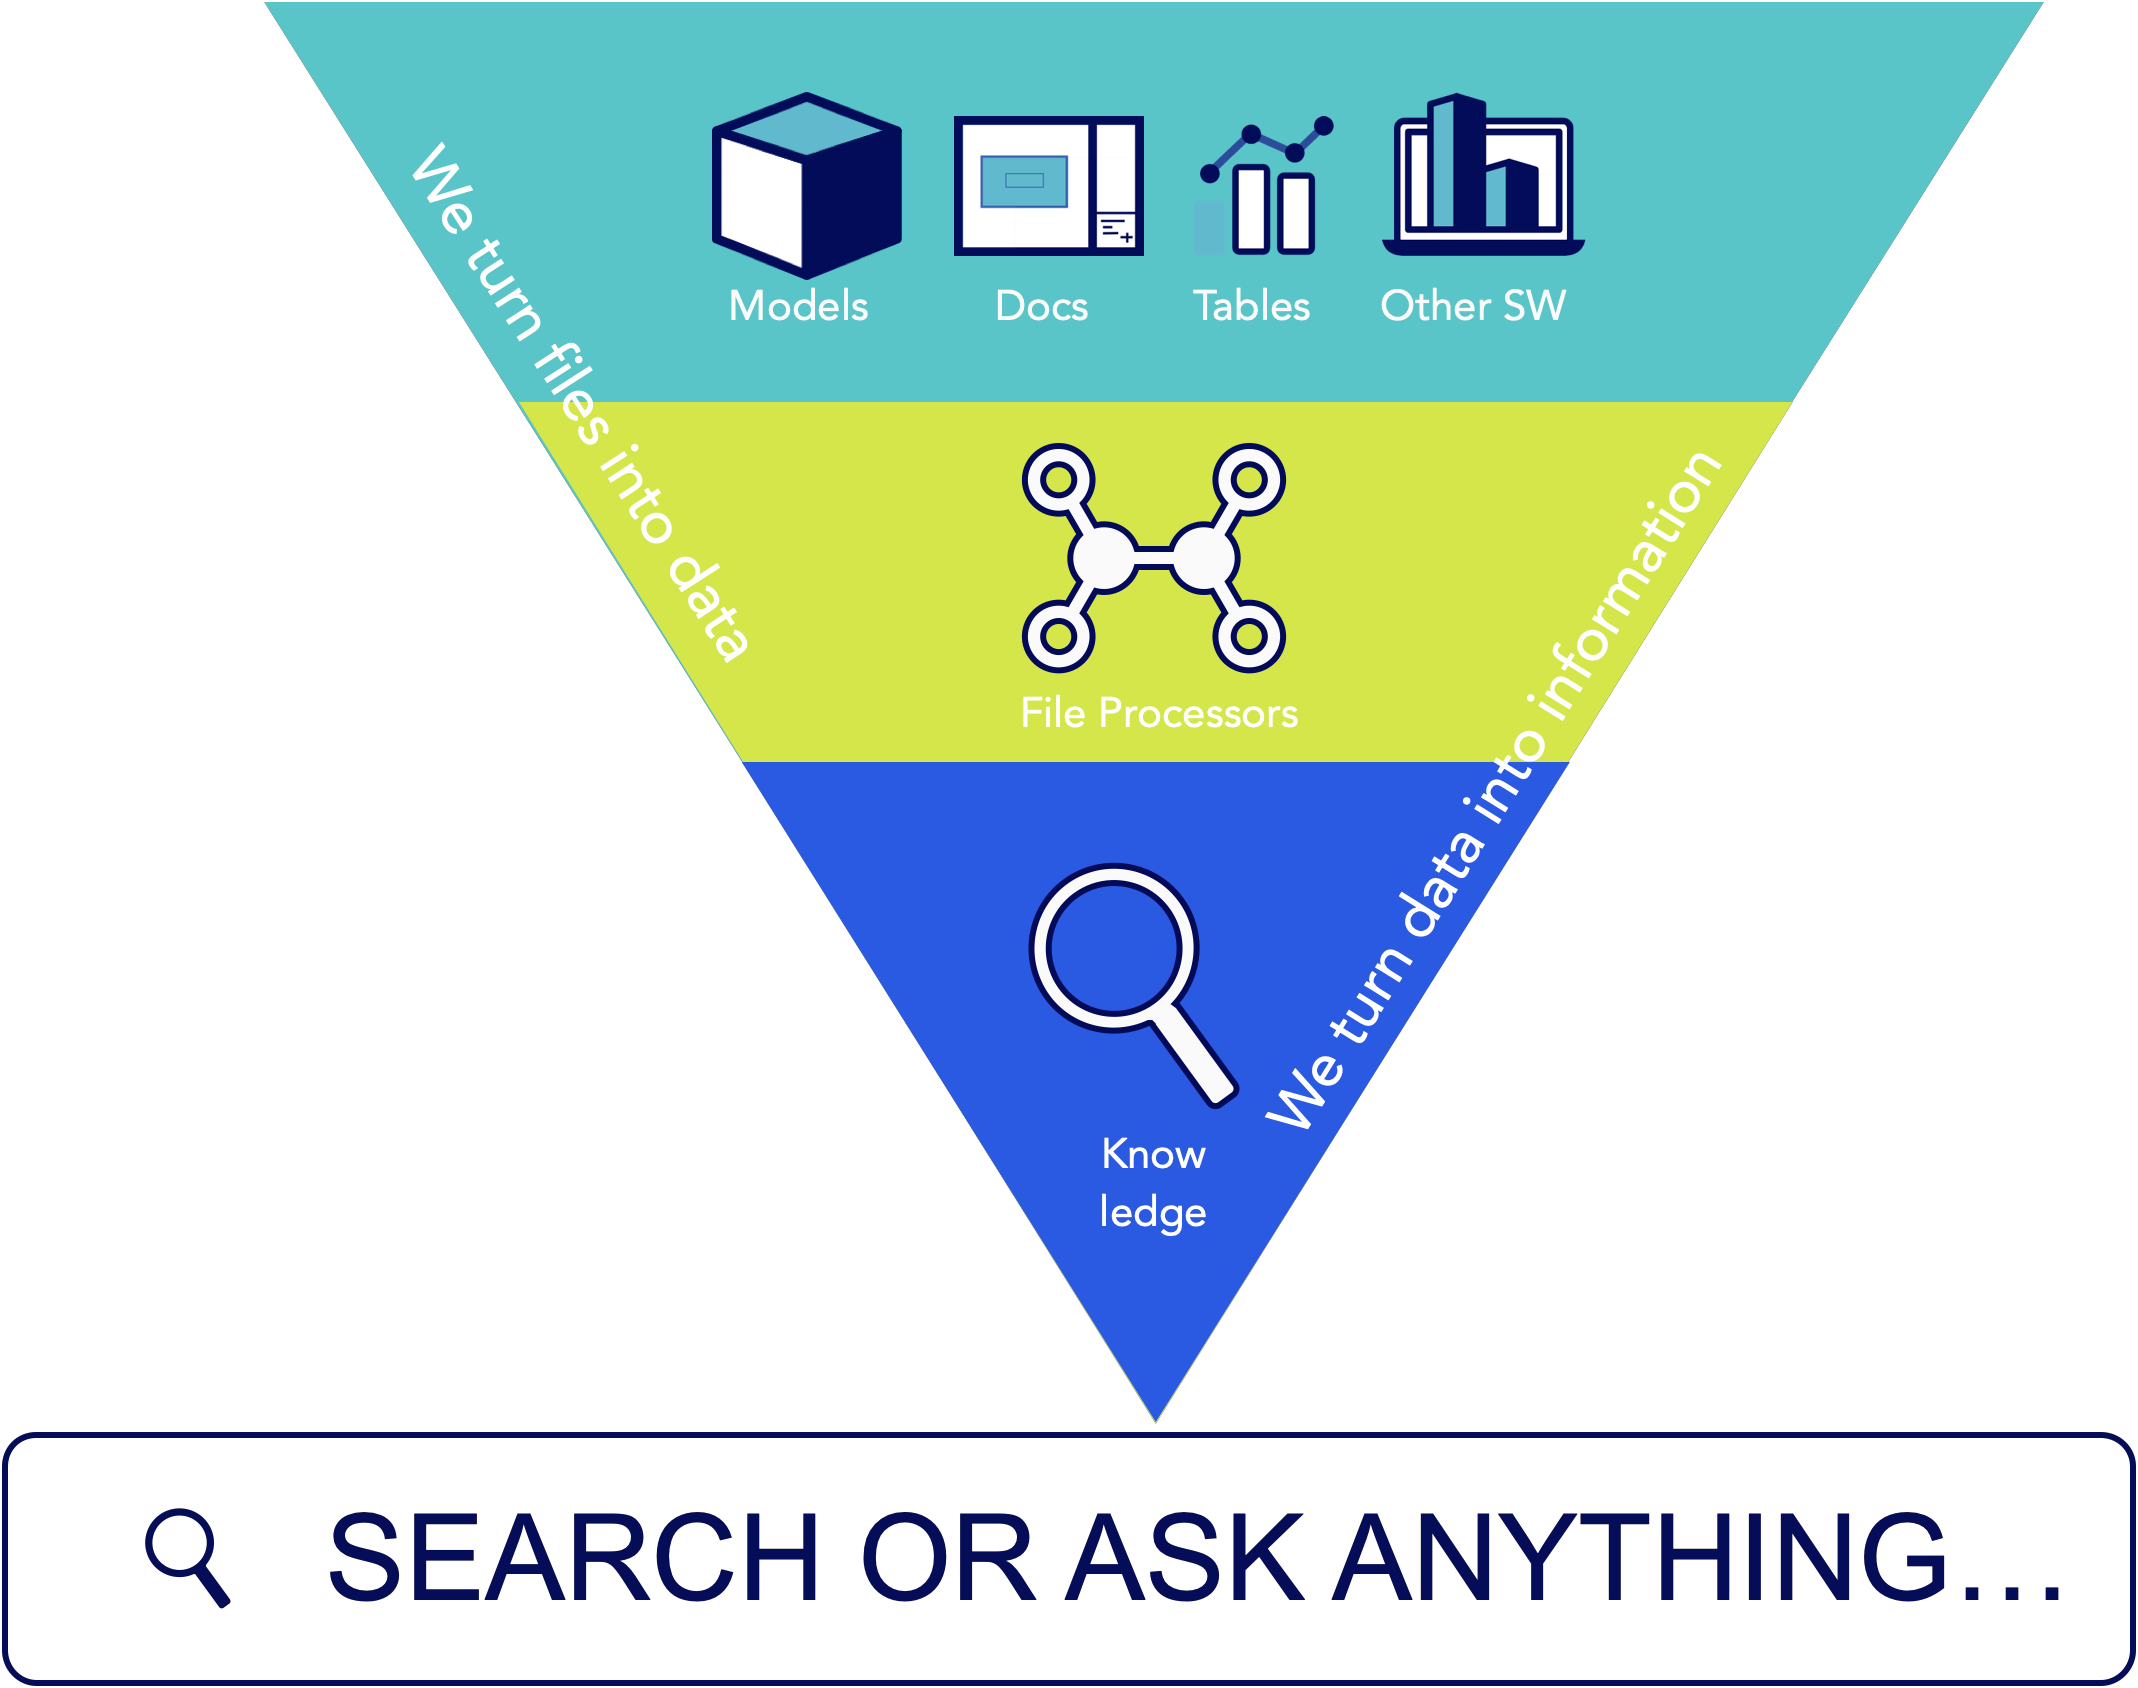 Models
Docs
Tables
Other SW
We turn files into data
File Processors
We turn data into information
Know
ledge
SEARCH OR ASK ANYTHING...